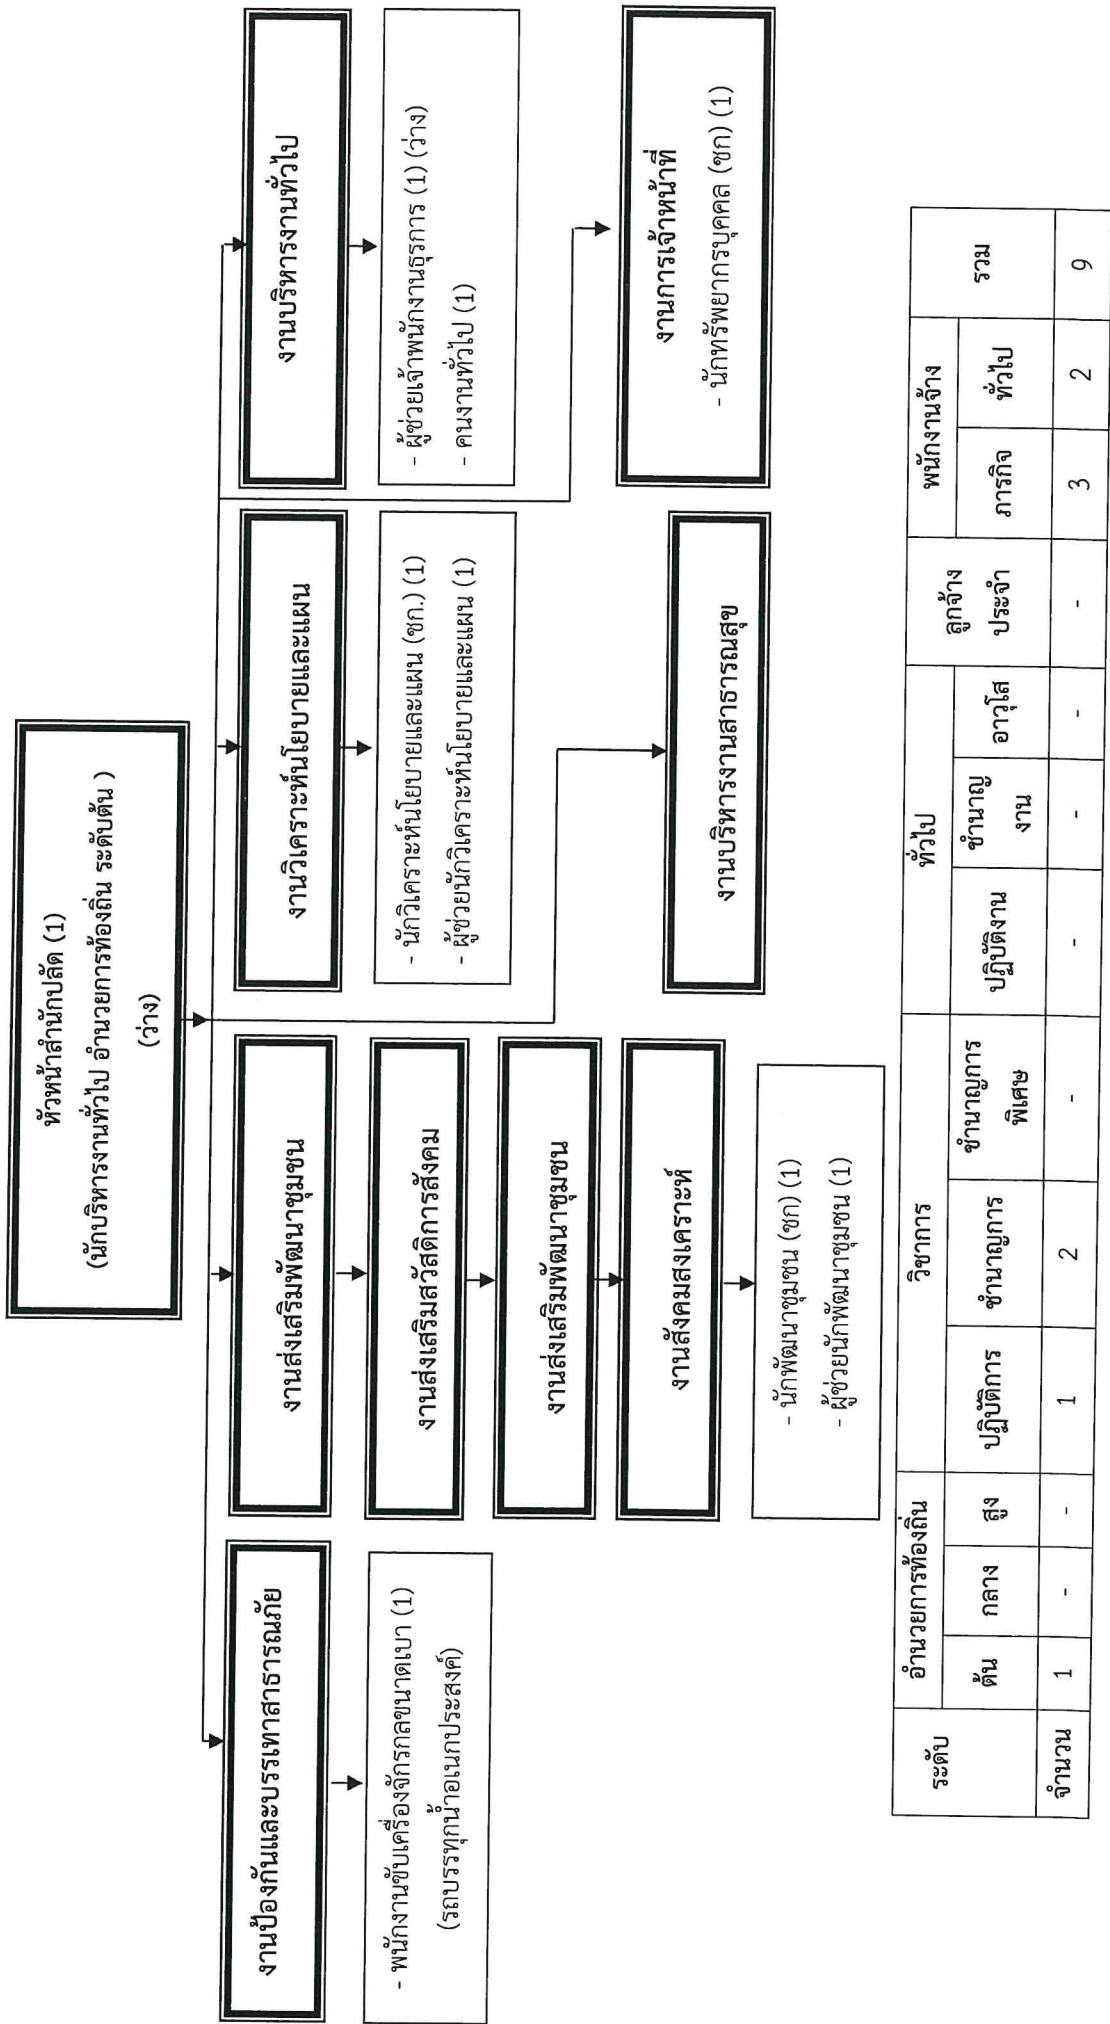 หัวหน้าสำนักปลัด (1)
(นักบริหารงานทั่วไป อำนวยการท้องถิ่น ระดับต้น )
(ว่าง)
งานป้องกันและบรรเทาสาธารณภัย
- พนักงานขับเครื่องจักรกลขนาดเบา (1)
(รถบรรทุกน้ำอเนกประสงค์)
งานส่งเสริมพัฒนาชุมชน
งานส่งเสริมสวัสดิการสังคม
งานส่งเสริมพัฒนาชุมชน
งานสังคมสงเคราะห์
- นักพัฒนาชุมชน (ชก) (1)
- ผู้ช่วยนักพัฒนาชุมชน (1)
งานวิเคราะห์นโยบายและแผน
- นักวิเคราะห์นโยบายและแผน (ชก.) (1)
- ผู้ช่วยนักวิเคราะห์นโยบายและแผน (1)
งานบริหารงานสาธารณสุข
งานบริหารงานทั่วไป
- ผู้ช่วยเจ้าพนักงานธุรการ (1) (ว่าง)
- คนงานทั่วไป (1)
งานการเจ้าหน้าที่
- นักทรัพยากรบุคคล (ชก) (1)
ระดับ อำนวยการท้องถิ่น วิชาการ ทั่วไป ลูกจ้าง พนักงานจ้าง รวม
ประจำ
ต้น กลาง สูง ปฏิบัติการ ชำนาญการ ชำนาญการ ปฏิบัติงาน ชำนาญ อาวุโส ภารกิจ ทั่วไป
พิเศษ งาน
จำนวน 1 - - 1 2 - - - - - 3 2 9